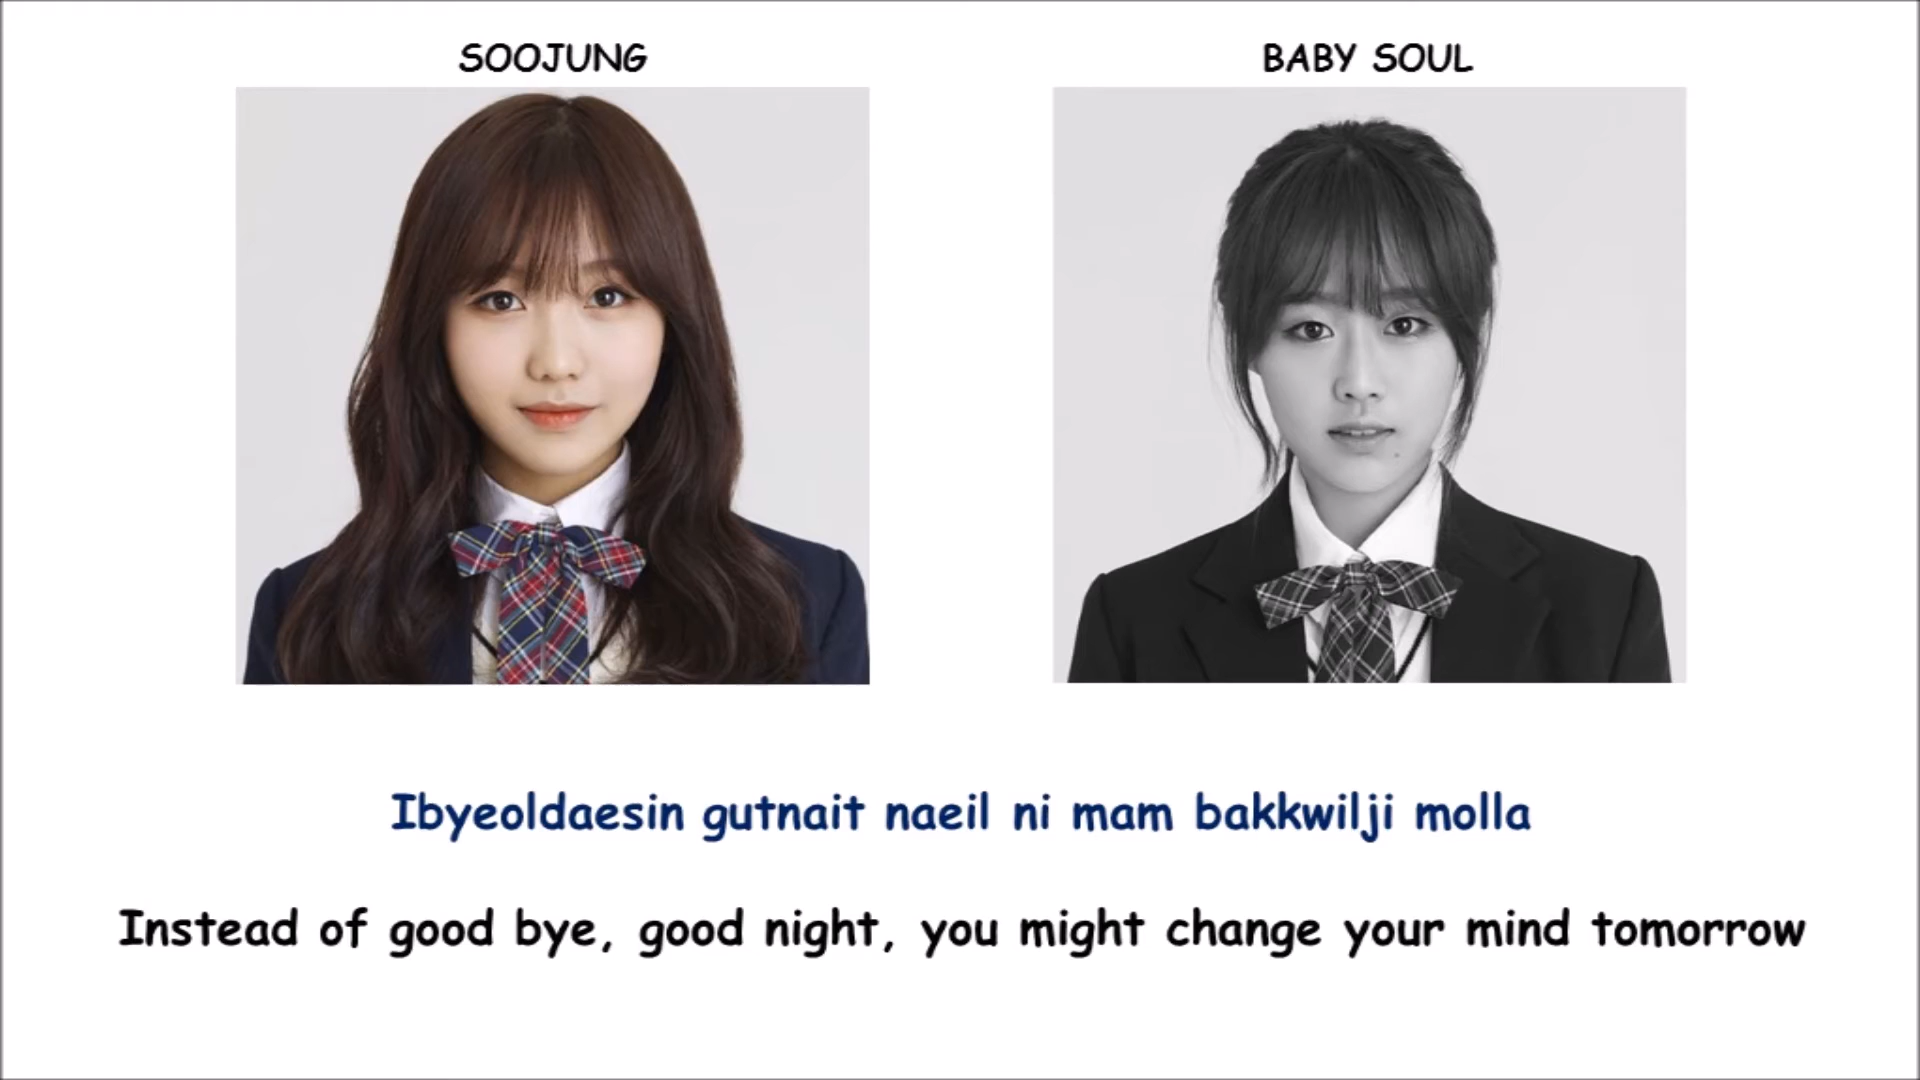 SOOJUNG
BABY SOUL
Ibyeoldaesin gutnait naeil ni mam bakkwilji molla
Instead of good bye, good night, you might change your mind tomorrow